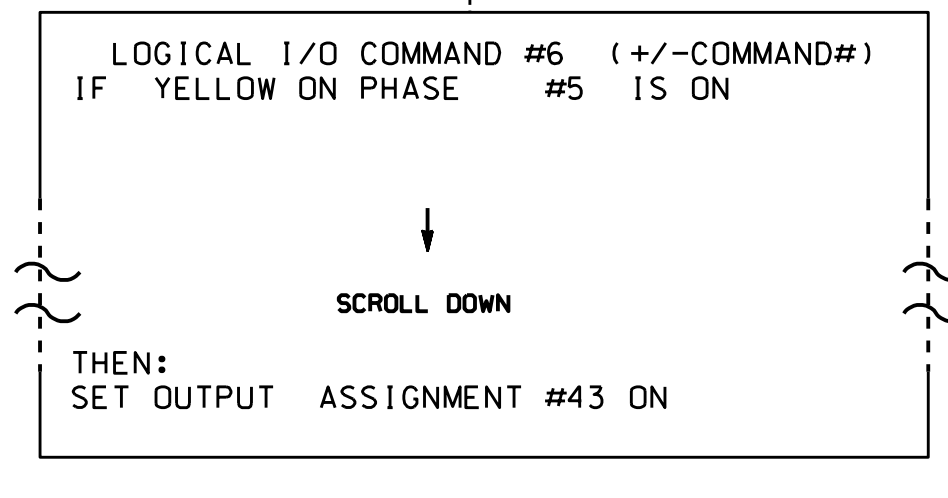 LOGICAL I/O COMMAND #6 (+/-COMMAND#)
IF YELLOW ON PHASE #5 IS ON
SCROLL DOWN
THEN:
SET OUTPUT ASSIGNMENT #43 ON